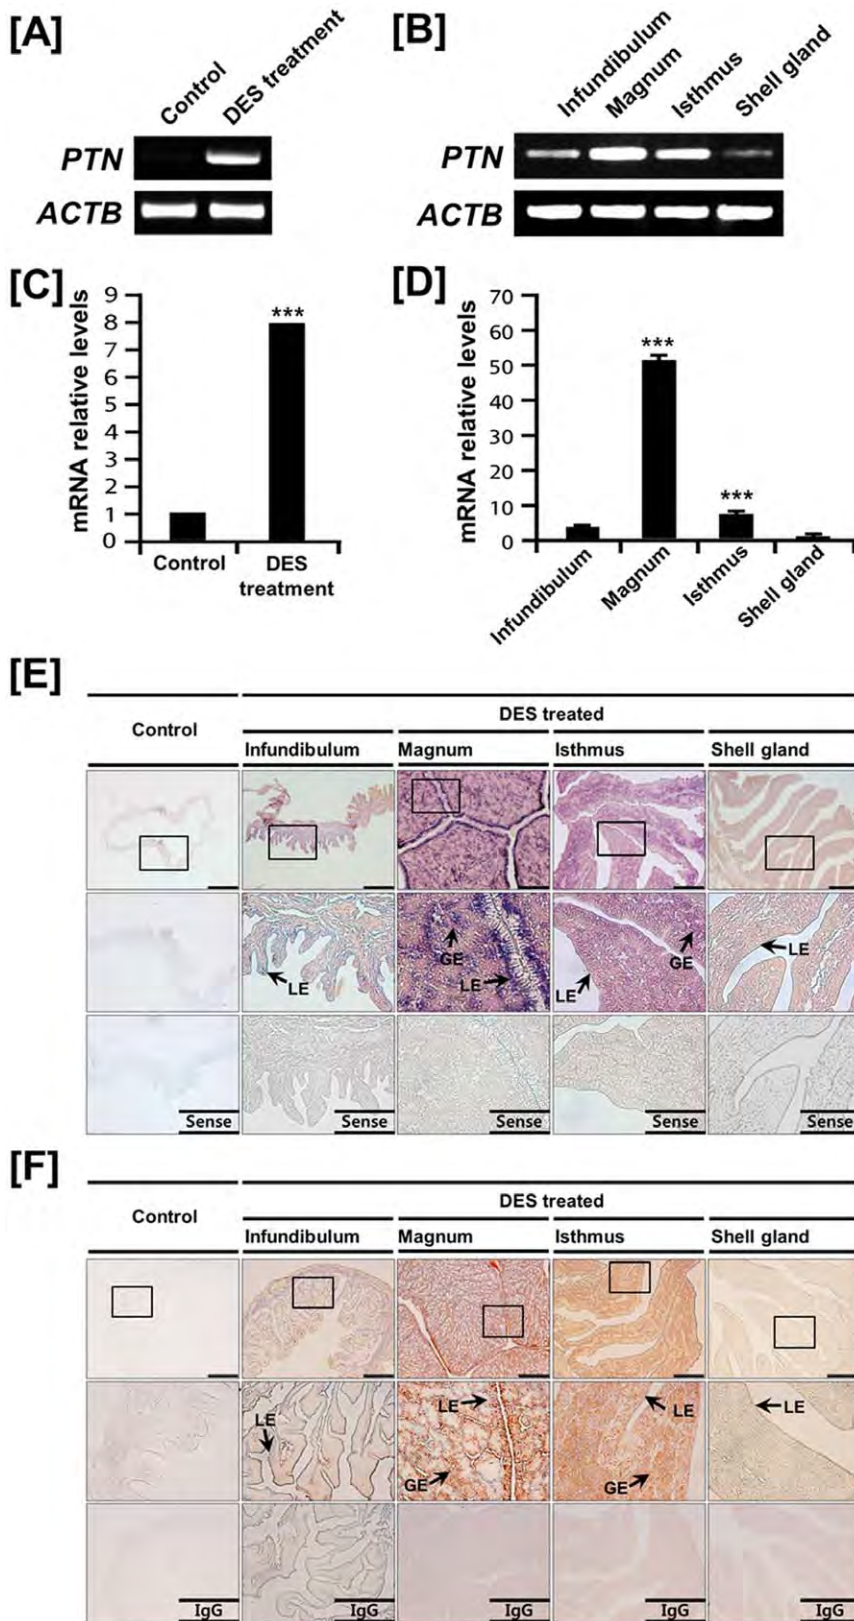 [A]
Control
DES treatment
PTN
ACTB
[B]
Infundibulum
Magnum
Isthmus
Shell gland
PTN
ACTB
[C]
mRNA relative levels
9
8
7
6
5
4
3
2
1
0
***
Control
DES
treatment
[D]
mRNA relative levels
70
60
50
40
30
20
10
0
***
***
Infundibulum
Magnum
Isthmus
Shell gland
[E]
Control
DES treated
Infundibulum
Magnum
Isthmus
Shell gland
LE
GE
LE
LE
GE
LE
Sense
Sense
Sense
Sense
Sense
[F]
Control
DES treated
Infundibulum
Magnum
Isthmus
Shell gland
LE
LE
GE
LE
GE
LE
IgG
IgG
IgG
IgG
IgG